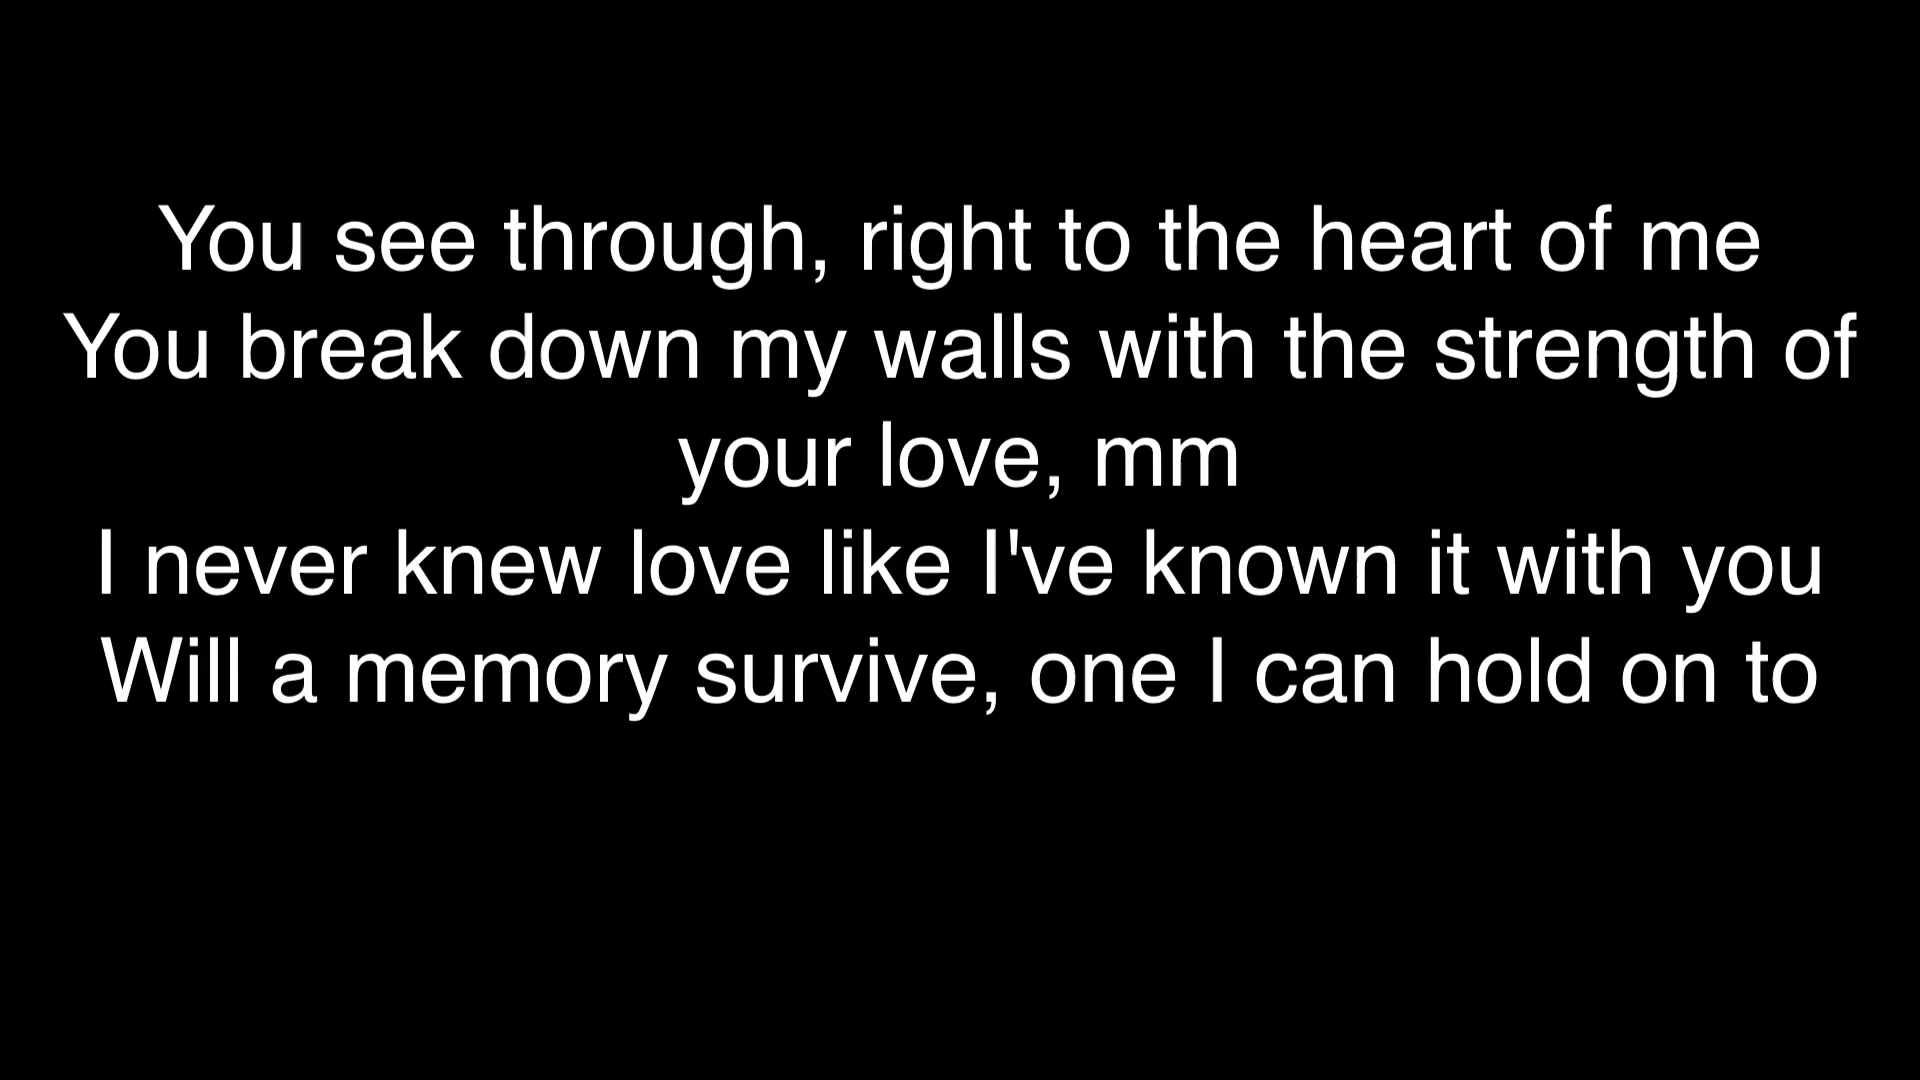 You see through, right to the heart of me
You break down my walls with the strength of
your love, mm
I never knew love like I've known it with you
Will a memory survive, one I can hold on to